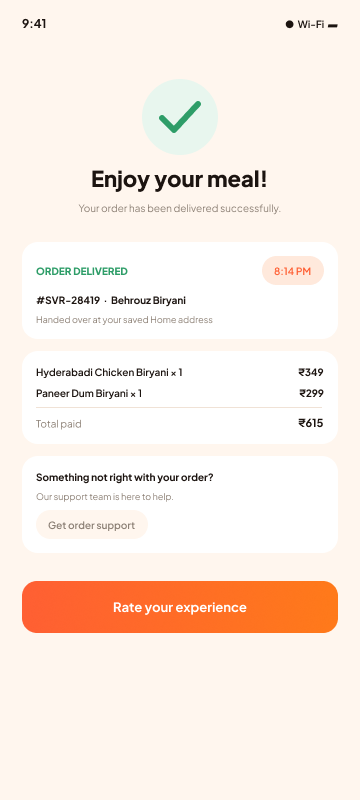 9:41
Wi-Fi
Enjoy your meal!
Your order has been delivered successfully.
ORDER DELIVERED
8:14 PM
#SVR-28419 · Behrouz Biryani
Handed over at your saved Home address
Hyderabadi Chicken Biryani × 1 ₹349
Paneer Dum Biryani × 1 ₹299
Total paid ₹615
Something not right with your order?
Our support team is here to help.
Get order support
Rate your experience